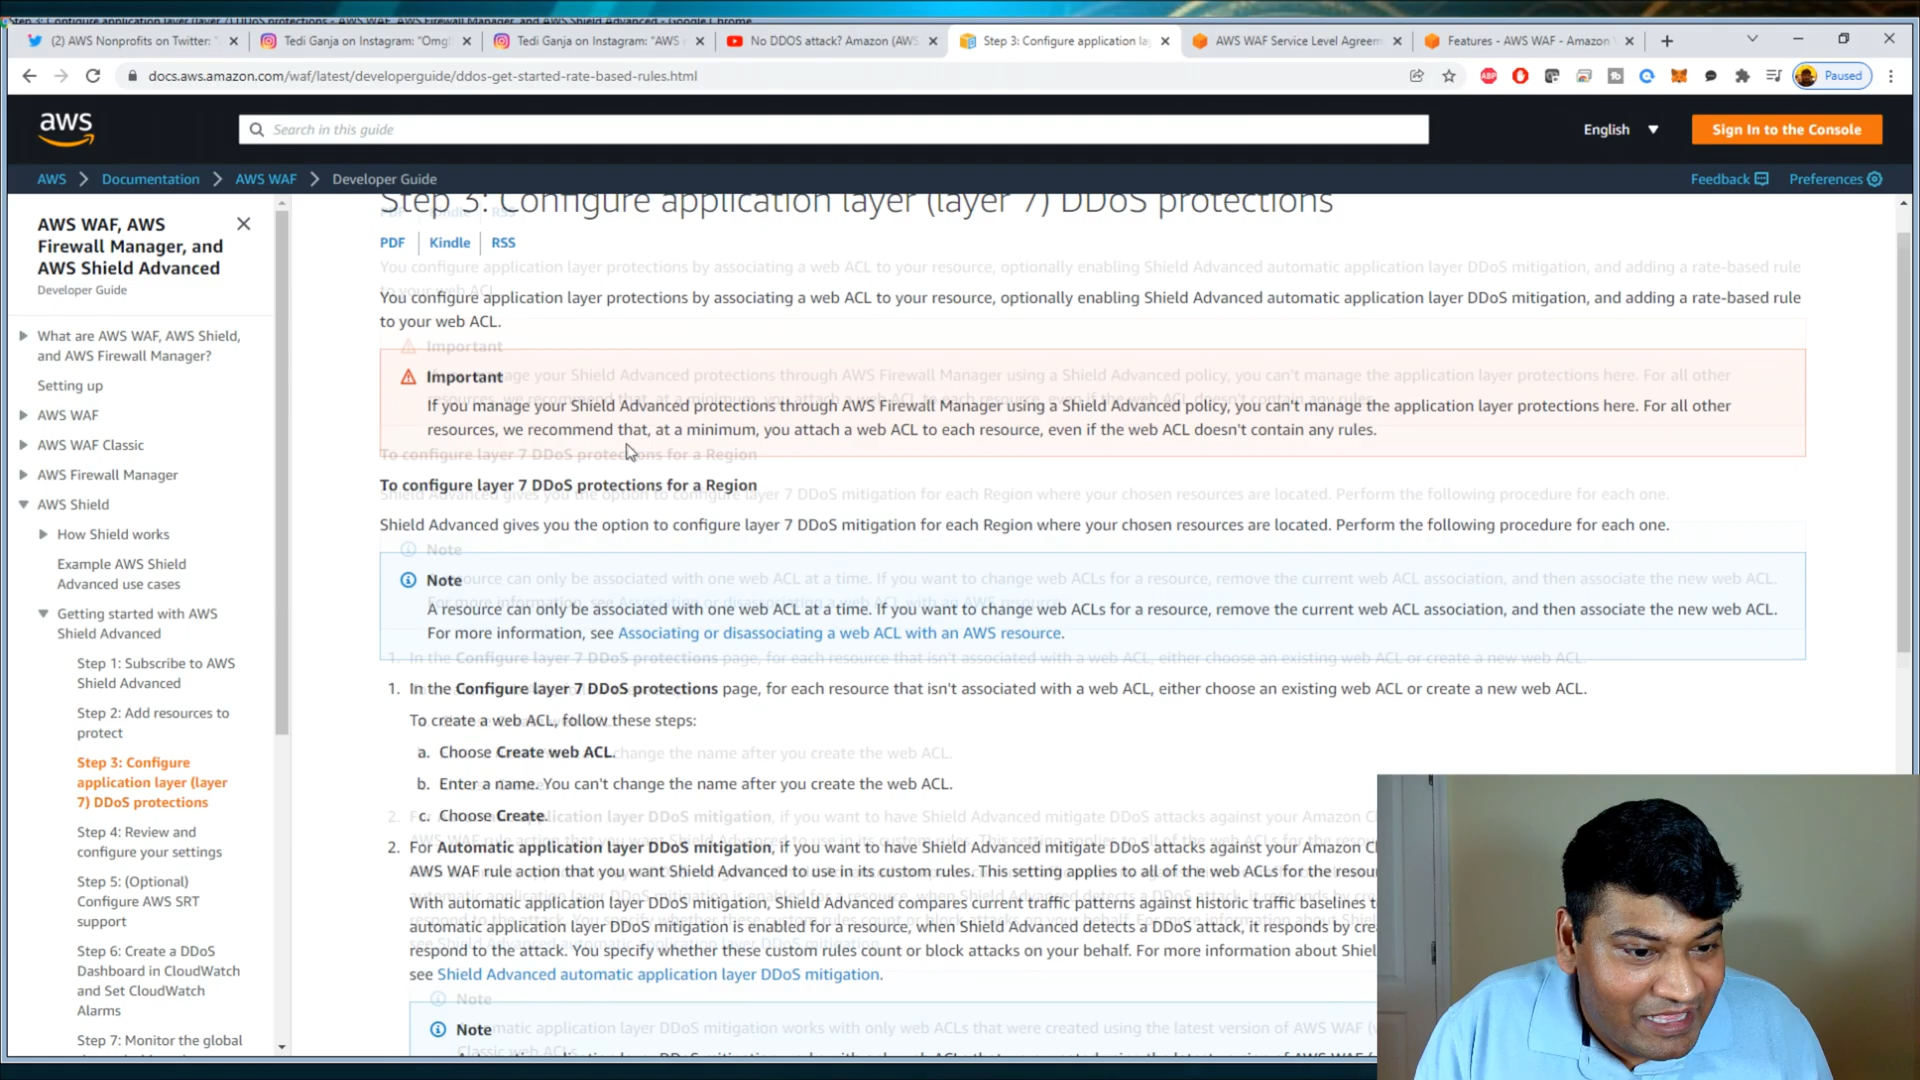 Step 3: Configure application layer (layer 7) DDoS protections - AWS WAF, AWS Firewall Manager, and AWS Shield Advanced - Google Chrome
(2) AWS Nonprofits on Twitter: "
Tedi Ganja on Instagram: "Omg!
Tedi Ganja on Instagram: "AWS
No DDOS attack? Amazon (AWS
Step 3: Configure application la
AWS WAF Service Level Agreem
Features - AWS WAF - Amazon
docs.aws.amazon.com/waf/latest/developerguide/ddos-get-started-rate-based-rules.html
ABP
Paused
aws
Search in this guide
English
Sign In to the Console
AWS > Documentation > AWS WAF > Developer Guide
Feedback
Preferences
AWS WAF, AWS
Firewall Manager, and
AWS Shield Advanced
Developer Guide
What are AWS WAF, AWS Shield,
and AWS Firewall Manager?
Setting up
AWS WAF
AWS WAF Classic
AWS Firewall Manager
AWS Shield
How Shield works
Example AWS Shield
Advanced use cases
Getting started with AWS
Shield Advanced
Step 1: Subscribe to AWS
Shield Advanced
Step 2: Add resources to
protect
Step 3: Configure
application layer (layer
7) DDoS protections
Step 4: Review and
configure your settings
Step 5: (Optional)
Configure AWS SRT
support
Step 6: Create a DDoS
Dashboard in CloudWatch
and Set CloudWatch
Alarms
Step 7: Monitor the global
Step 3: Configure application layer (layer 7) DDoS protections
PDF | Kindle | RSS
You configure application layer protections by associating a web ACL to your resource, optionally enabling Shield Advanced automatic application layer DDoS mitigation, and adding a rate-based rule
to your web ACL.
Important
If you manage your Shield Advanced protections through AWS Firewall Manager using a Shield Advanced policy, you can't manage the application layer protections here. For all other
resources, we recommend that, at a minimum, you attach a web ACL to each resource, even if the web ACL doesn't contain any rules.
To configure layer 7 DDoS protections for a Region
Shield Advanced gives you the option to configure layer 7 DDoS mitigation for each Region where your chosen resources are located. Perform the following procedure for each one.
Note
A resource can only be associated with one web ACL at a time. If you want to change web ACLs for a resource, remove the current web ACL association, and then associate the new web ACL.
For more information, see Associating or disassociating a web ACL with an AWS resource.
1. In the Configure layer 7 DDoS protections page, for each resource that isn't associated with a web ACL, either choose an existing web ACL or create a new web ACL.
To create a web ACL, follow these steps:
a. Choose Create web ACL.
b. Enter a name. You can't change the name after you create the web ACL.
c. Choose Create.
2. For Automatic application layer DDoS mitigation, if you want to have Shield Advanced mitigate DDoS attacks against your Amazon
AWS WAF rule action that you want Shield Advanced to use in its custom rules. This setting applies to all of the web ACLs for the
With automatic application layer DDoS mitigation, Shield Advanced compares current traffic patterns against historic traffic baselines
automatic application layer DDoS mitigation is enabled for a resource, when Shield Advanced detects a DDoS attack, it responds by
respond to the attack. You specify whether these custom rules count or block attacks on your behalf. For more information about
see Shield Advanced automatic application layer DDoS mitigation.
Note